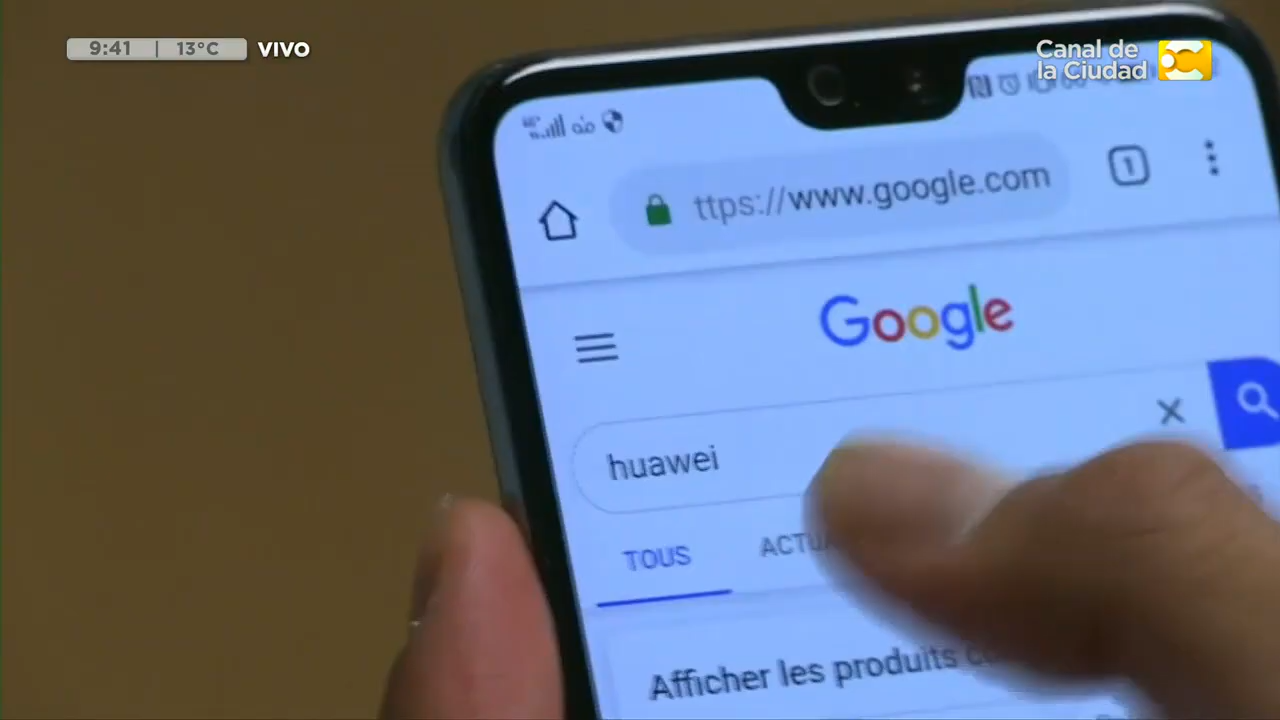 9:41 | 13°C VIVO
Canal de
la Ciudad
ttps://www.google.com
1
Google
huawei
TOUS
Afficher les produits